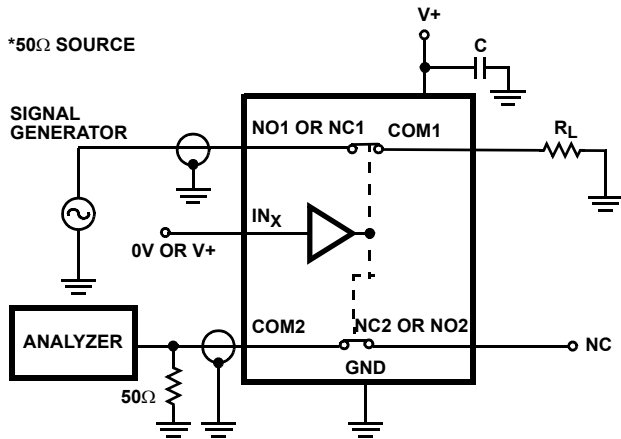 V+
*50Ω SOURCE
C
SIGNAL
GENERATOR
NO1 OR NC1
COM1
RL
INX
0V OR V+
COM2
NC2 OR NO2
ANALYZER
NC
GND
50Ω